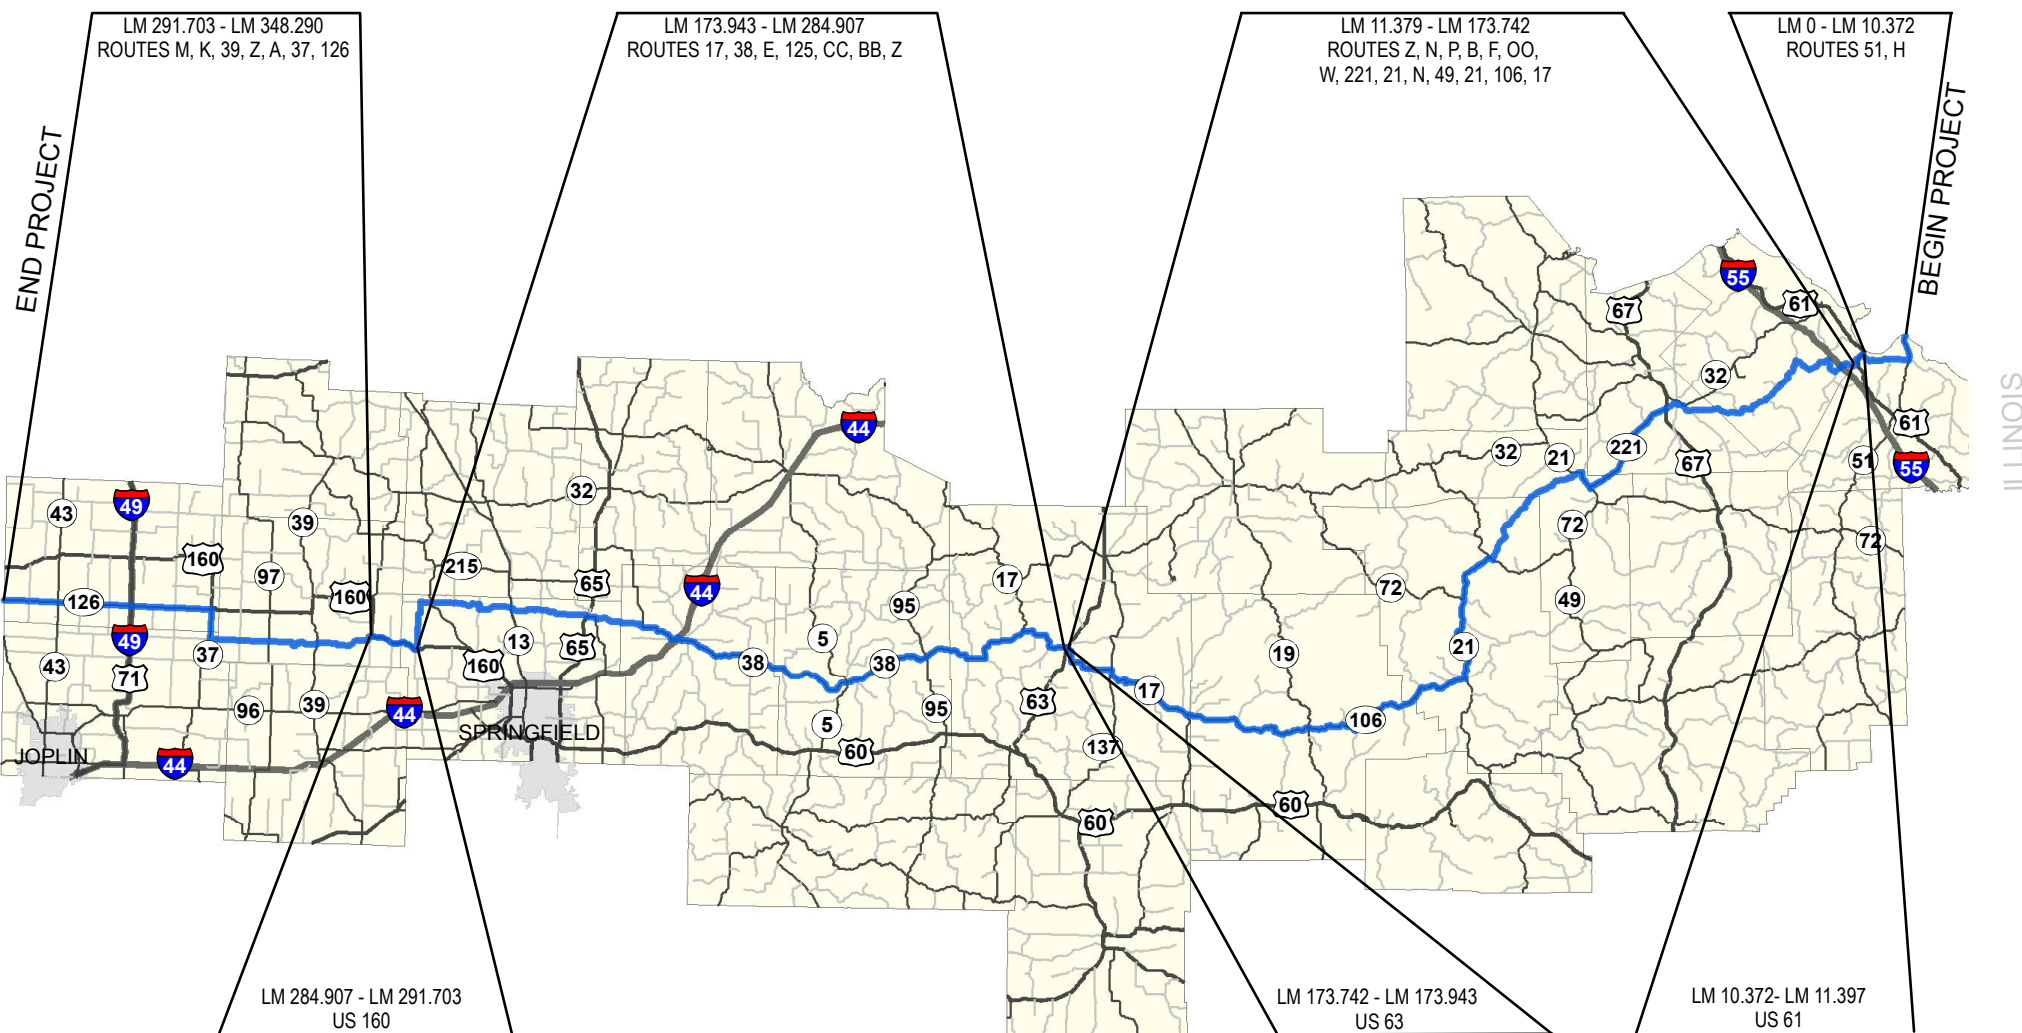 LM 291.703 - LM 348.290
ROUTES M, K, 39, Z, A, 37, 126
LM 173.943 - LM 284.907
ROUTES 17, 38, E, 125, CC, BB, Z
LM 11.379 - LM 173.742
ROUTES Z, N, P, B, F, OO,
W, 221, 21, N, 49, 21, 106, 17
LM 0 - LM 10.372
ROUTES 51, H
END PROJECT
BEGIN PROJECT
ILLINOIS
55
61
67
32
61
55
51
72
221
67
21
32
72
49
72
21
106
19
17
137
60
60
63
17
95
95
44
5
38
38
5
60
44
32
65
65
13
215
160
160
39
97
160
49
43
126
49
43
71
37
96
39
44
44
JOPLIN
SPRINGFIELD
LM 284.907 - LM 291.703
US 160
LM 173.742 - LM 173.943
US 63
LM 10.372- LM 11.397
US 61